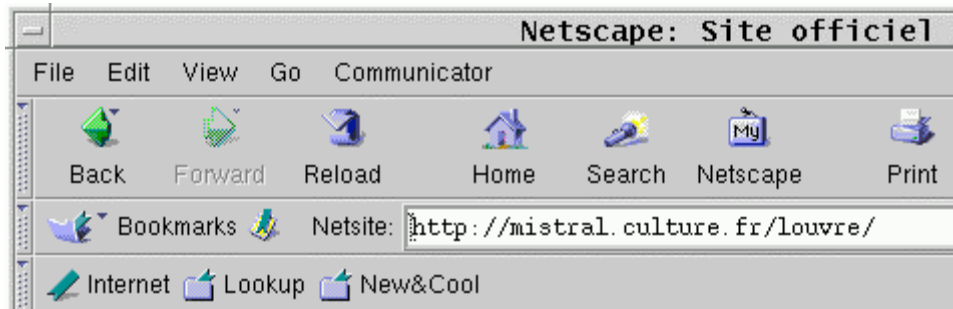 Netscape: Site officiel
File Edit View Go Communicator
My
Back Forward Reload Home Search Netscape Print
Bookmarks Netsite: http://mistral.culture.fr/louvre/
Internet Lookup New&Cool